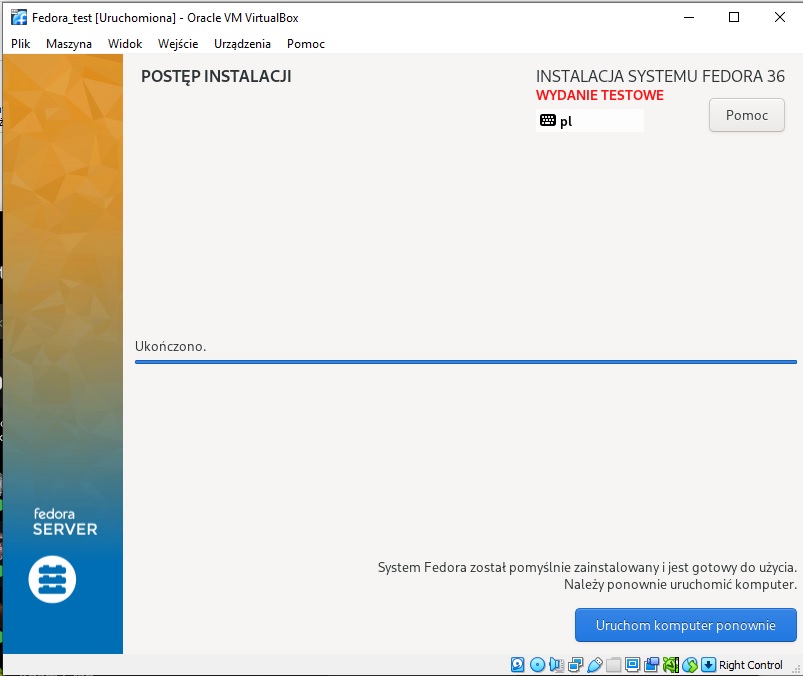 Fedora_test [Uruchomiona] - Oracle VM VirtualBox
Plik Maszyna Widok Wejście Urządzenia Pomoc
POSTĘP INSTALACJI
INSTALACJA SYSTEMU FEDORA 36
WYDANIE TESTOWE
pl
Pomoc
Ukończono.
fedora
SERVER
System Fedora został pomyślnie zainstalowany i jest gotowy do użycia.
Należy ponownie uruchomić komputer.
Uruchom komputer ponownie
Right Control